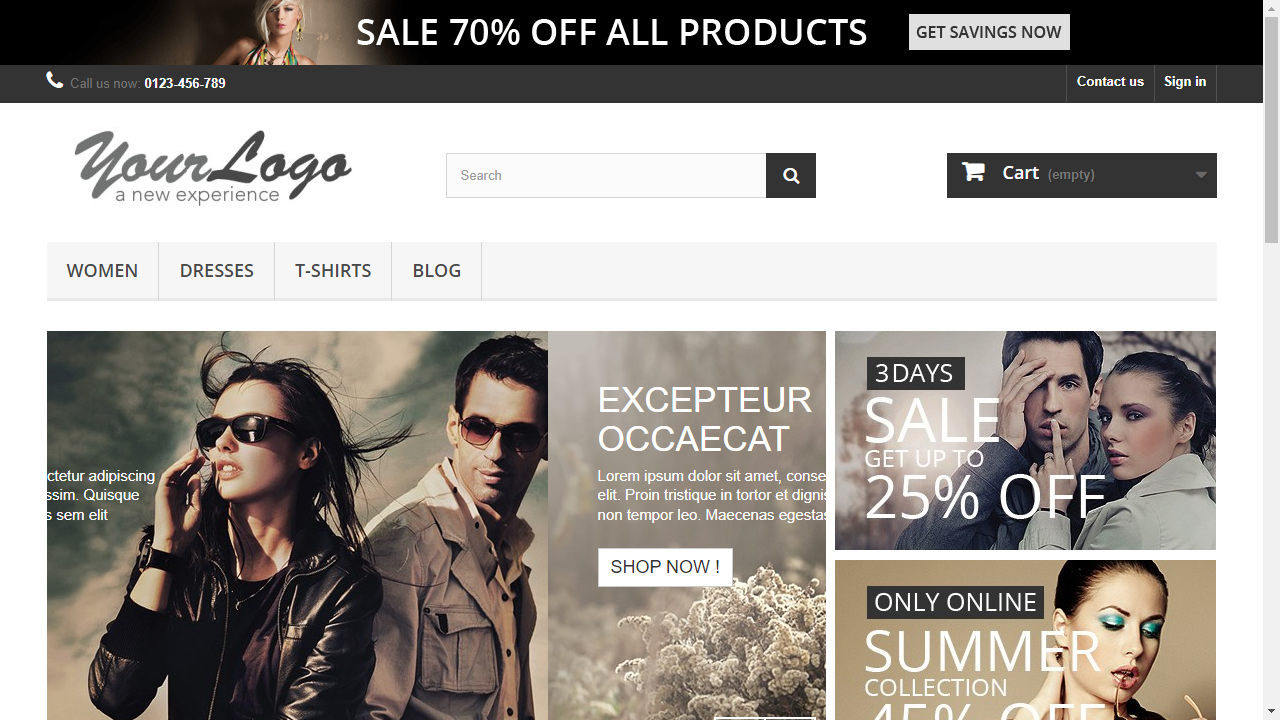 SALE 70% OFF ALL PRODUCTS
GET SAVINGS NOW
Call us now: 0123-456-789
Contact us
Sign in
YourLogo
a new experience
Search
Cart (empty)
WOMEN
DRESSES
T-SHIRTS
BLOG
ctetur adipiscing
ssim. Quisque
s sem elit
EXCEPTEUR
OCCAECAT
Lorem ipsum dolor sit amet, conse
elit. Proin tristique in tortor et dignis
non tempor leo. Maecenas egestas
SHOP NOW !
3 DAYS
SALE
GET UP TO
25% OFF
ONLY ONLINE
SUMMER
COLLECTION
45% OFF